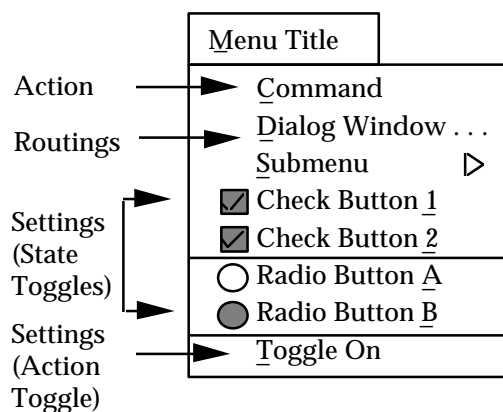 Menu Title
Action
Command
Routings
Dialog Window . . .
Submenu
Settings
(State
Toggles)
Check Button 1
Check Button 2
Radio Button A
Radio Button B
Settings
(Action
Toggle)
Toggle On